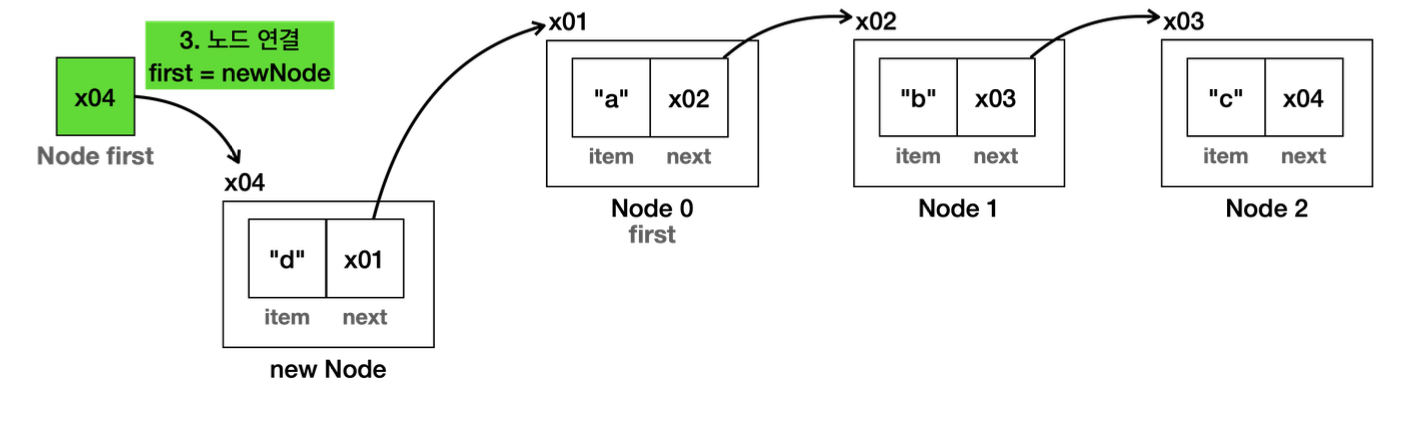 3. 노드 연결
first = newNode
x04
Node first
x04
"d" x01
item next
new Node
x01
"a" x02
item next
Node 0
first
x02
"b" x03
item next
Node 1
x03
"c" x04
item next
Node 2